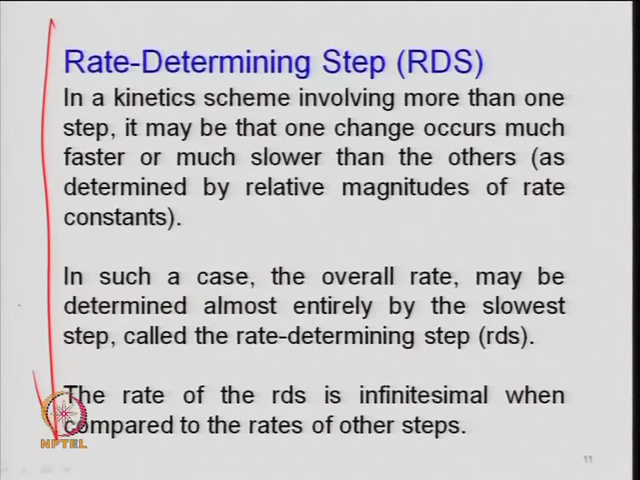 Rate-Determining Step (RDS)
In a kinetics scheme involving more than one
step, it may be that one change occurs much
faster or much slower than the others (as
determined by relative magnitudes of rate
constants).
In such a case, the overall rate, may be
determined almost entirely by the slowest
step, called the rate-determining step (rds).
The rate of the rds is infinitesimal when
compared to the rates of other steps.
NPTEL
11